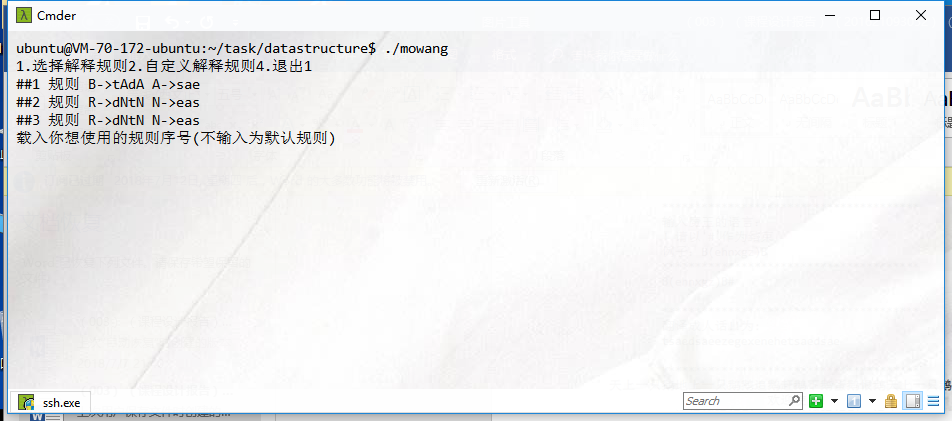 Cmder
ubuntu@VM-70-172-ubuntu:~/task/datastructure$ ./mowang
1.选择解释规则2.自定义解释规则4.退出1
##1 规则 B->tAdA A->sae
##2 规则 R->dNtN N->eas
##3 规则 R->dNtN N->eas
载入你想使用的规则序号(不输入为默认规则)
AaBl
ssh.exe
Search